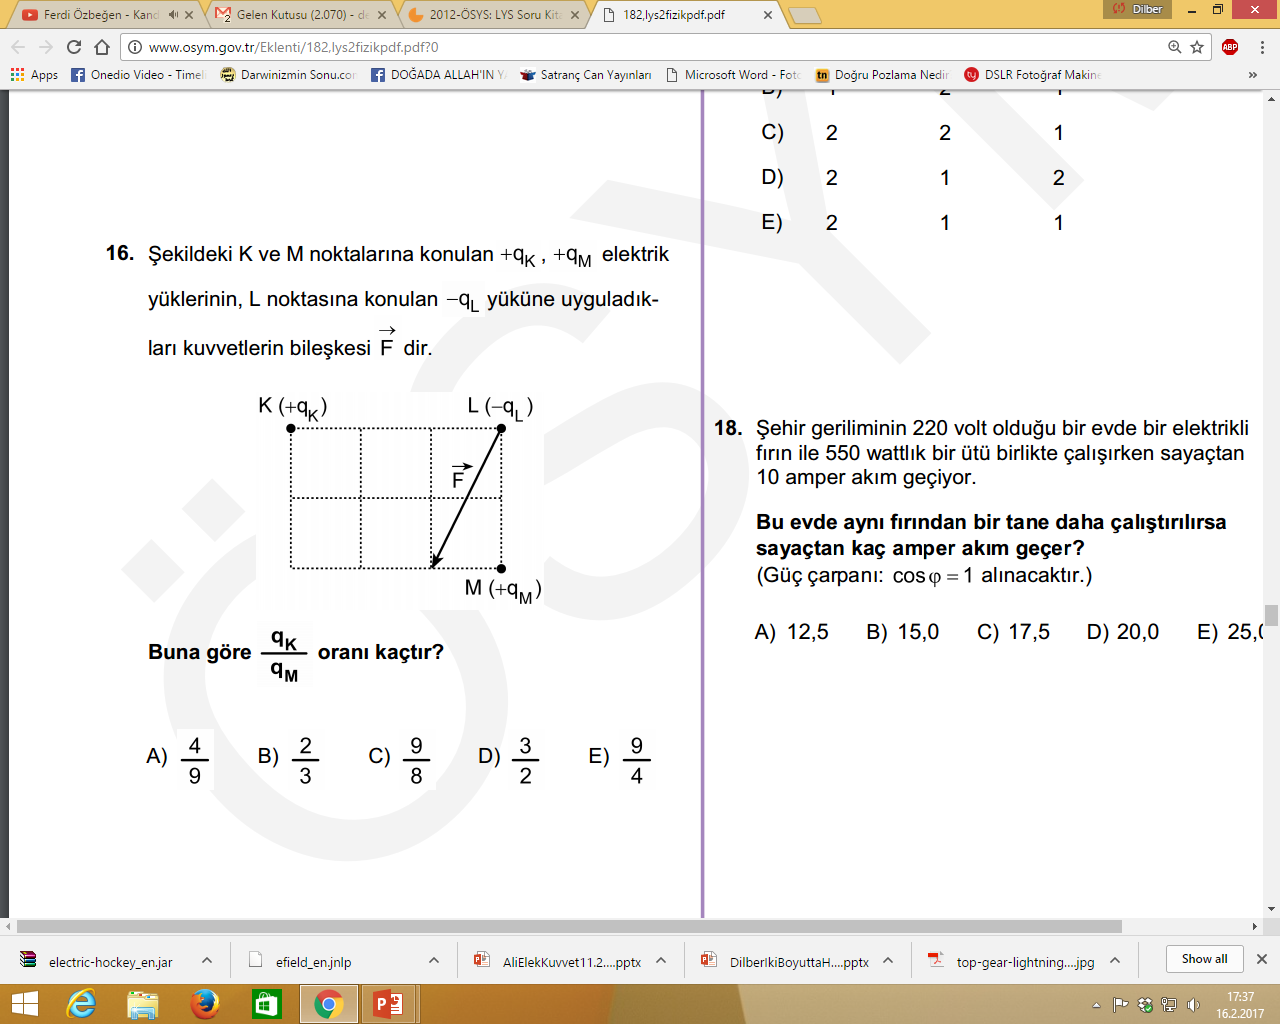 Ferdi Özbeğen - Kand
Gelen Kutusu (2.070) - de
2012-ÖSYS: LYS Soru Kita
182,lys2fizikpdf.pdf
Dilber
www.osym.gov.tr/Eklenti/182,lys2fizikpdf.pdf?0
ABP
Apps
Onedio Video - Timeli
Darwinizmin Sonu.com
DOĞADA ALLAH'IN YA
Satranç Can Yayınları
Microsoft Word - Foto
Doğru Pozlama Nedir
DSLR Fotoğraf Makine
16. Şekildeki K ve M noktalarına konulan +qK , +qM elektrik
yüklerinin, L noktasına konulan −qL yüküne uyguladık-
ları kuvvetlerin bileşkesi F dir.
K (+qK)
L (−qL)
F
M (+qM)
Buna göre qK/qM oranı kaçtır?
A) 4/9 B) 2/3 C) 9/8 D) 3/2 E) 9/4
C) 2 2 1
D) 2 1 2
E) 2 1 1
18. Şehir geriliminin 220 volt olduğu bir evde bir elektrikli
fırın ile 550 wattlık bir ütü birlikte çalışırken sayaçtan
10 amper akım geçiyor.
Bu evde aynı fırından bir tane daha çalıştırılırsa
sayaçtan kaç amper akım geçer?
(Güç çarpanı: cosφ = 1 alınacaktır.)
A) 12,5 B) 15,0 C) 17,5 D) 20,0 E) 25,0
electric-hockey_en.jar
efield_en.jnlp
AliElekKuvvet11.2....pptx
DilberIkiBoyuttaH....pptx
top-gear-lightning....jpg
Show all
17:37
16.2.2017